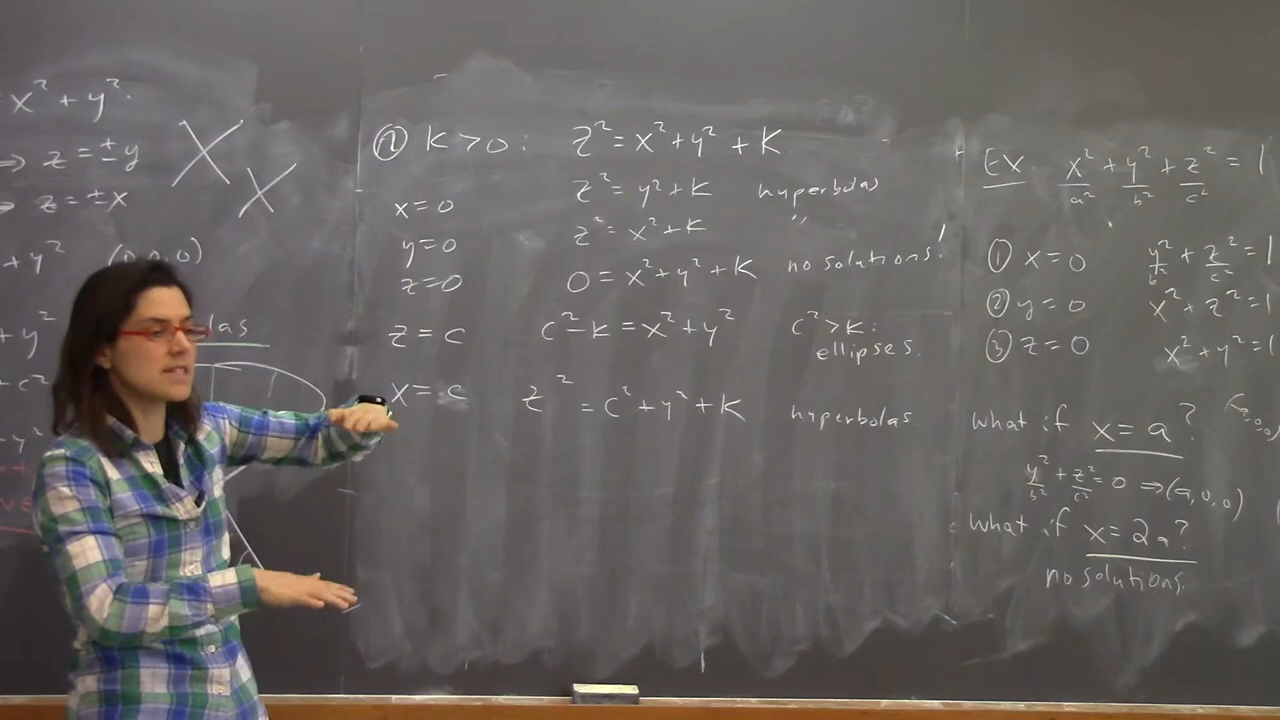 x² + y².
⇒ z = ± y
⇒ z = ± x
+ y² (0,0,0)
+ y²
las
+ c²
+ y²
② K > 0 : z² = x² + y² + K
x = 0 z² = y² + K hyperbolas
y = 0 z² = x² + K "
z = 0 0 = x² + y² + K no solutions!
z = c c² - k = x² + y² c² > k :
ellipses.
x = c z² = c² + y² + K hyperbolas
EX x²/a² + y²/b² + z²/c² = 1
① x = 0 y²/b² + z²/c² = 1
② y = 0 x² + z² = 1
③ z = 0 x² + y² = 1
what if x = a ?
y²/b² + z²/c² = 0 ⇒ (a, 0, 0)
What if x = 2a ?
no solutions.